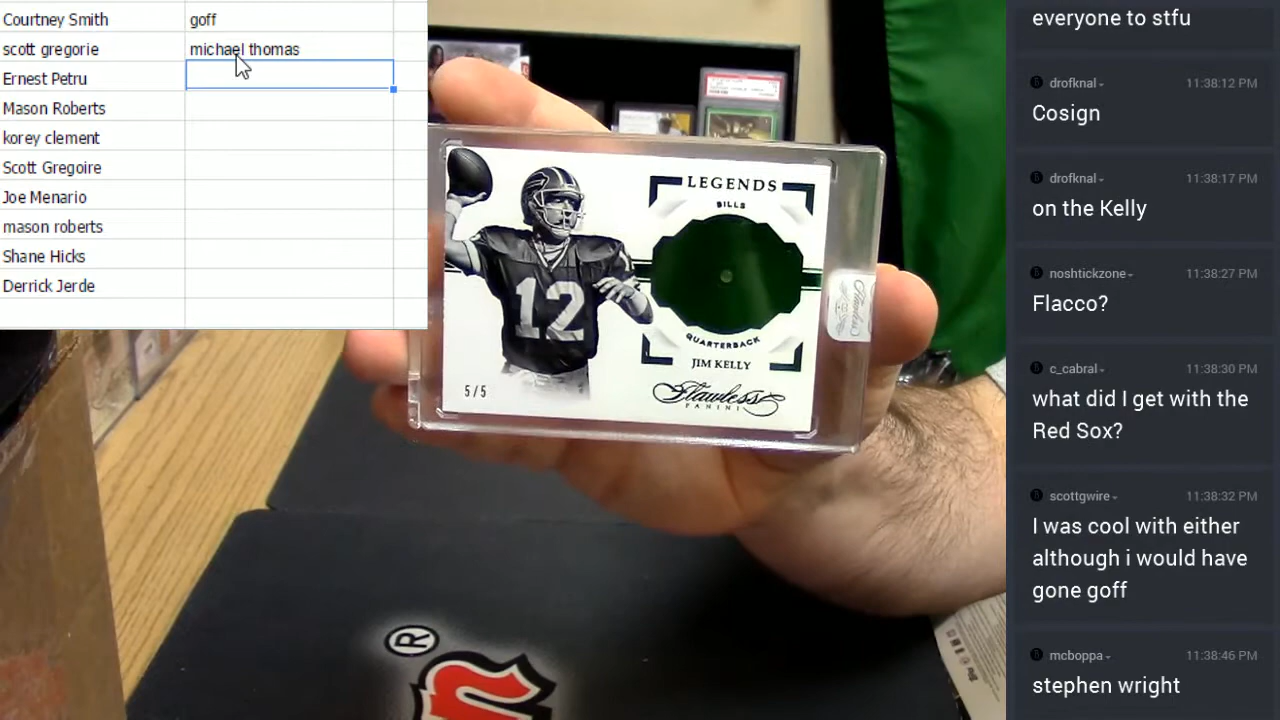 Courtney Smith goff
scott gregorie michael thomas
Ernest Petru
Mason Roberts
korey clement
Scott Gregoire
Joe Menario
mason roberts
Shane Hicks
Derrick Jerde
LEGENDS
BILLS
12
QUARTERBACK
JIM KELLY
5/5
Flawless
PANINI
Flawless
®
everyone to stfu
drofknal 11:38:12 PM
Cosign
drofknal 11:38:17 PM
on the Kelly
noshtickzone 11:38:27 PM
Flacco?
c_cabral 11:38:30 PM
what did I get with the
Red Sox?
scottgwire 11:38:32 PM
I was cool with either
although i would have
gone goff
mcboppa 11:38:46 PM
stephen wright